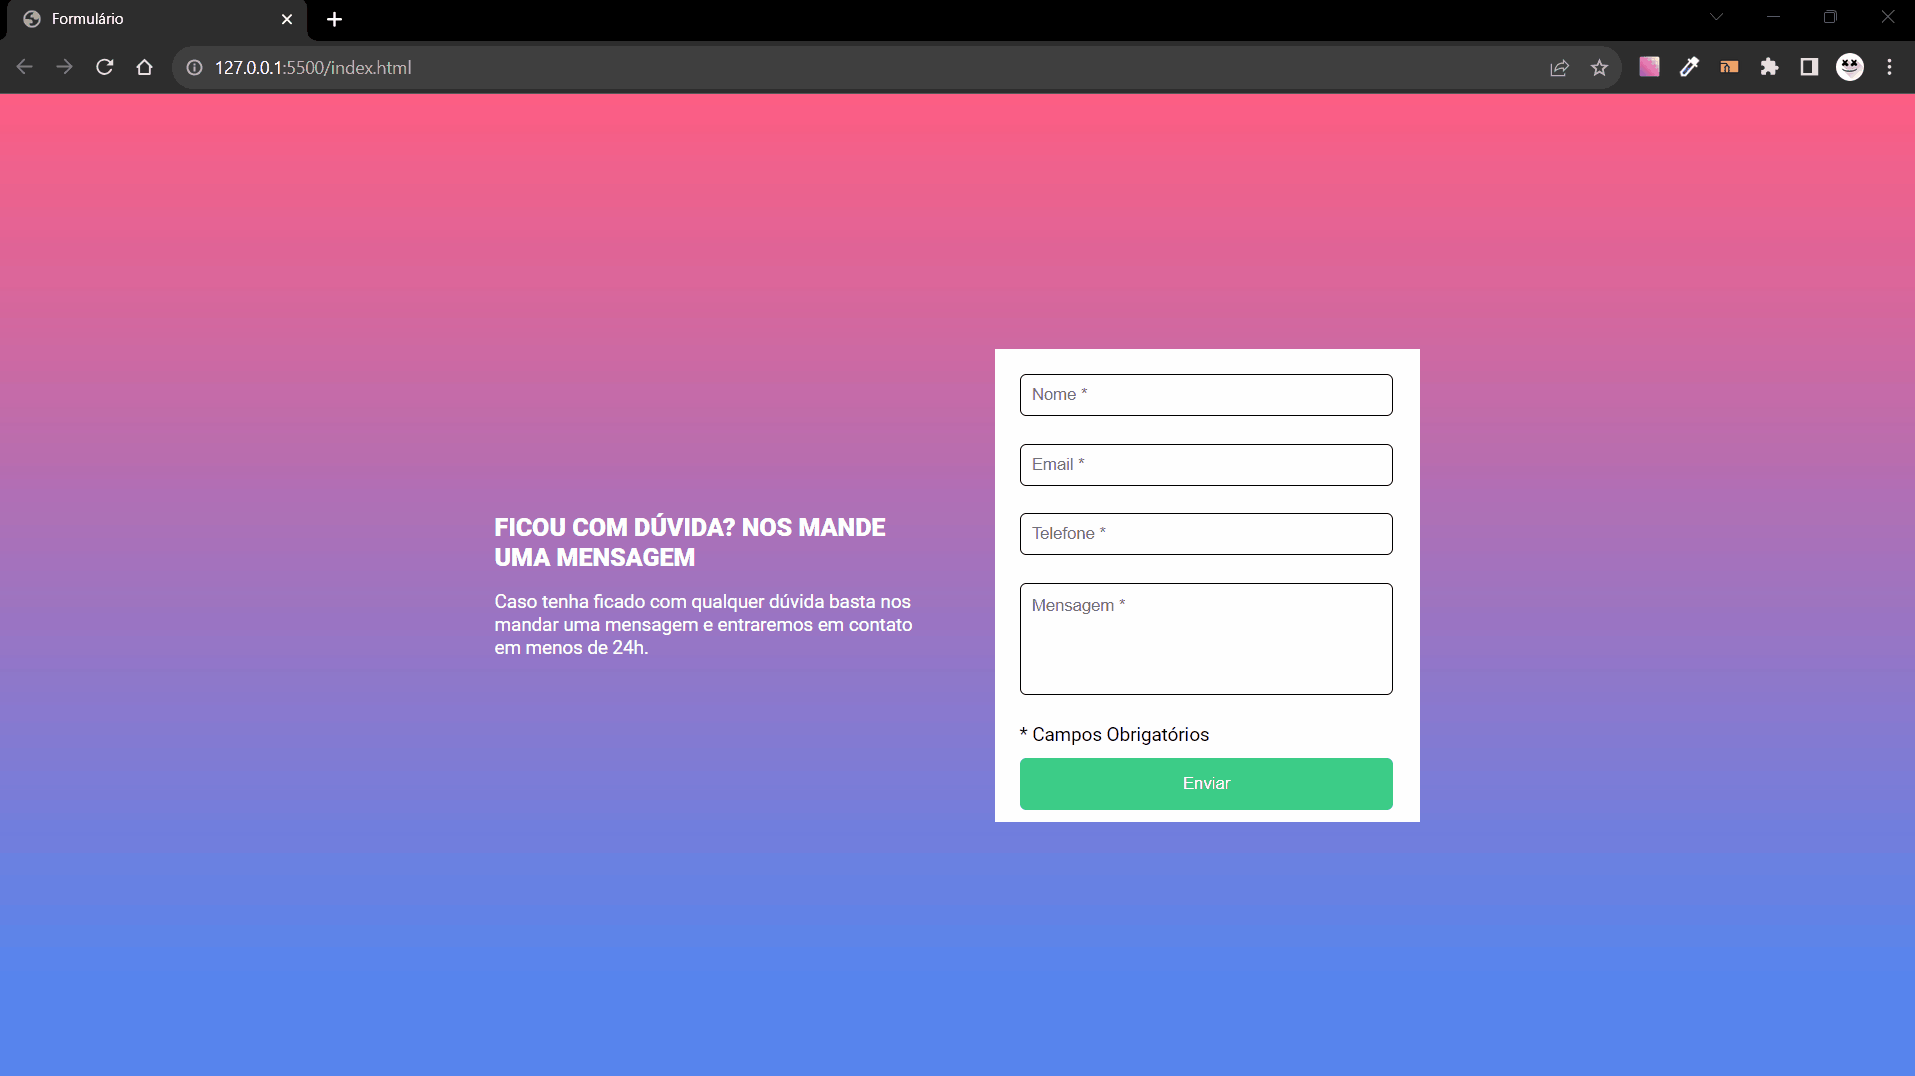 Formulário
127.0.0.1:5500/index.html
FICOU COM DÚVIDA? NOS MANDE
UMA MENSAGEM
Caso tenha ficado com qualquer dúvida basta nos
mandar uma mensagem e entraremos em contato
em menos de 24h.
Nome *
Email *
Telefone *
Mensagem *
* Campos Obrigatórios
Enviar